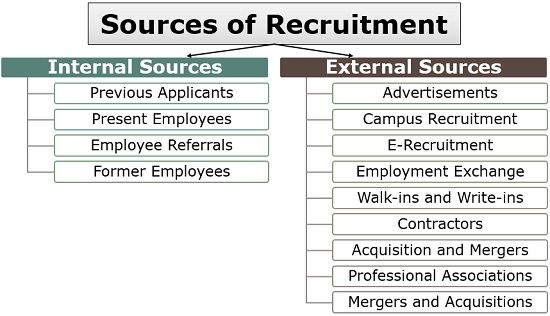 Sources of Recruitment
Internal Sources
Previous Applicants
Present Employees
Employee Referrals
Former Employees
External Sources
Advertisements
Campus Recruitment
E-Recruitment
Employment Exchange
Walk-ins and Write-ins
Contractors
Acquisition and Mergers
Professional Associations
Mergers and Acquisitions